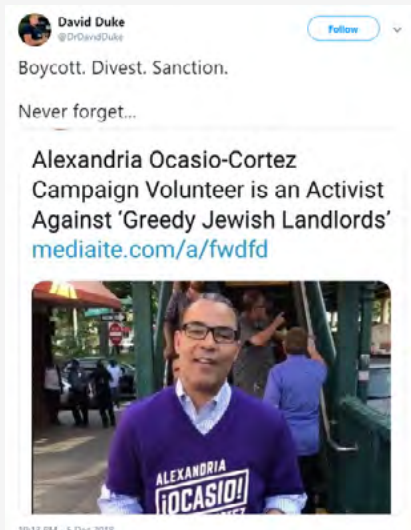 David Duke
@DrDavidDuke
Follow
Boycott. Divest. Sanction.
Never forget...
Alexandria Ocasio-Cortez
Campaign Volunteer is an Activist
Against ‘Greedy Jewish Landlords’
mediaite.com/a/fwdfd
ALEXANDRIA
¡OCASIO!